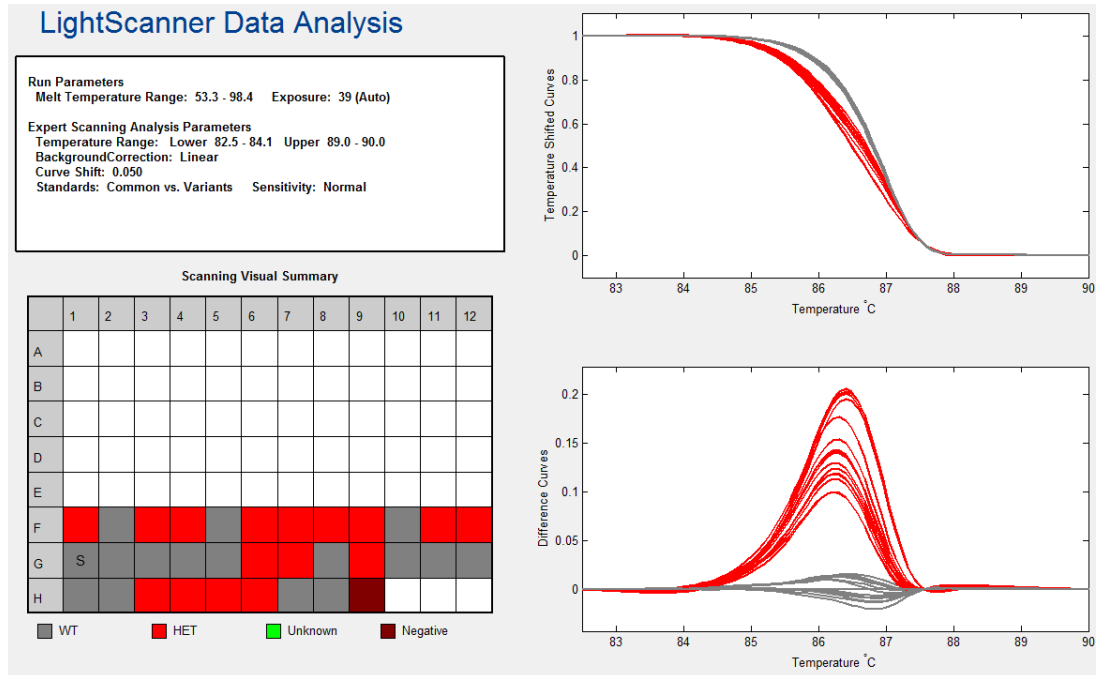 LightScanner Data Analysis
Run Parameters
Melt Temperature Range: 53.3 - 98.4 Exposure: 39 (Auto)
Expert Scanning Analysis Parameters
Temperature Range: Lower 82.5 - 84.1 Upper 89.0 - 90.0
BackgroundCorrection: Linear
Curve Shift: 0.050
Standards: Common vs. Variants Sensitivity: Normal
Scanning Visual Summary
1 2 3 4 5 6 7 8 9 10 11 12
A
B
C
D
E
F
G S
H
WT HET Unknown Negative
Temperature Shifted Curves
1
0.8
0.6
0.4
0.2
0
83 84 85 86 87 88 89 90
Temperature °C
Difference Curves
0.2
0.15
0.1
0.05
0
83 84 85 86 87 88 89 90
Temperature °C